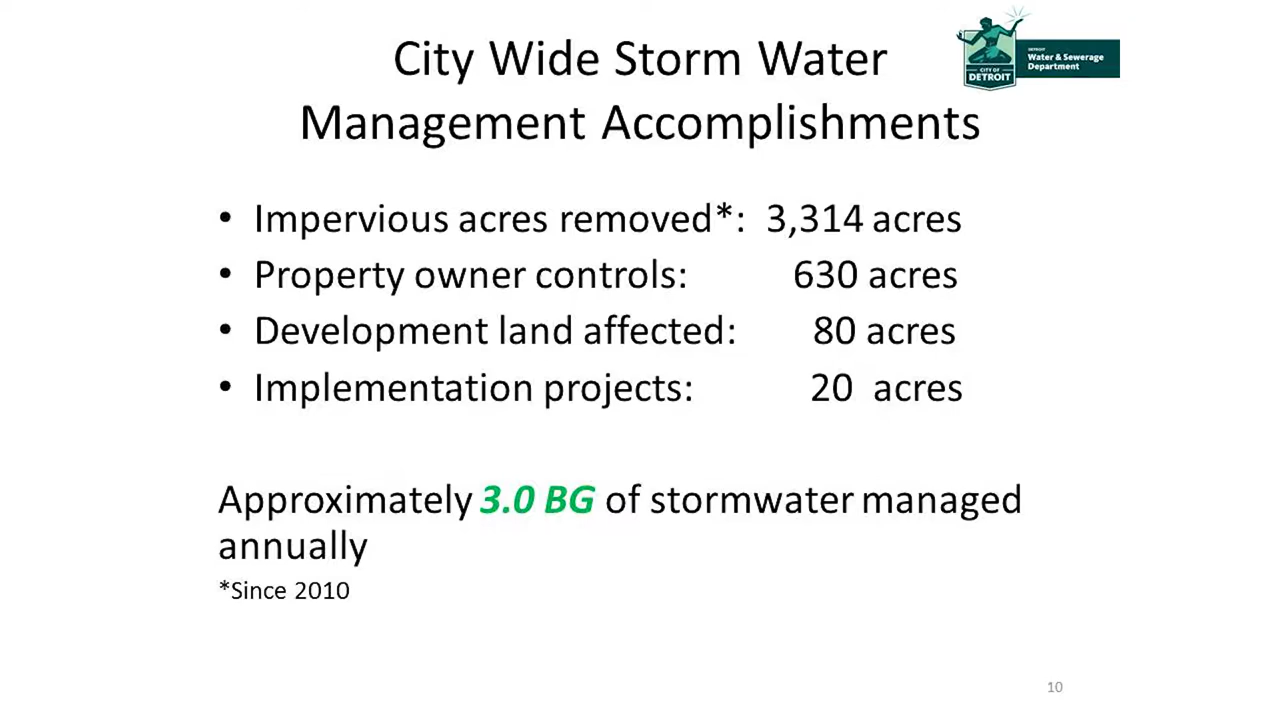 City Wide Storm Water
Management Accomplishments
CITY OF
DETROIT
DETROIT
Water & Sewerage
Department
• Impervious acres removed*: 3,314 acres
• Property owner controls: 630 acres
• Development land affected: 80 acres
• Implementation projects: 20 acres
Approximately 3.0 BG of stormwater managed
annually
*Since 2010
10